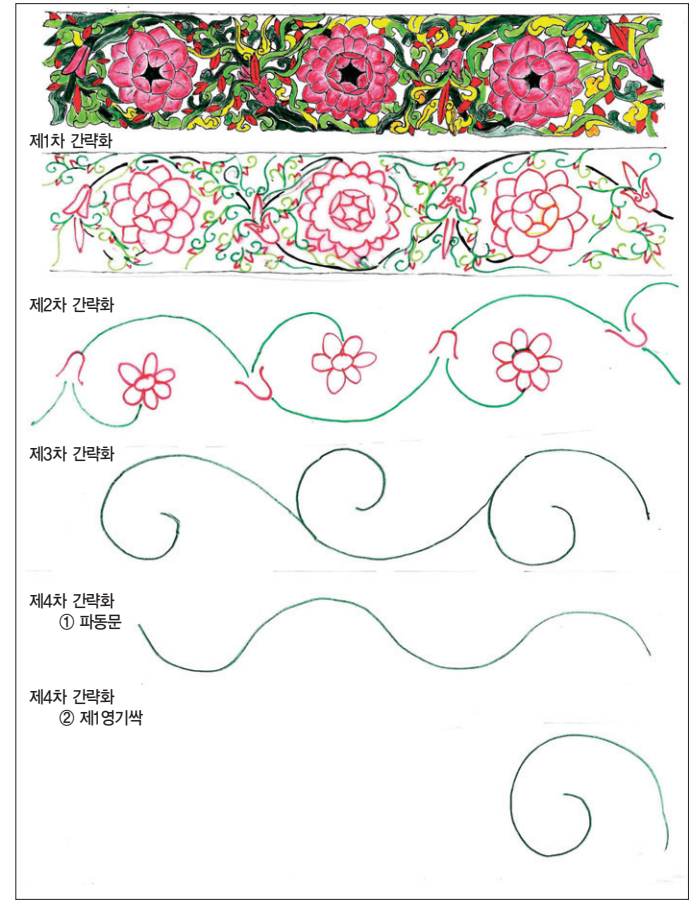 제1차 간략화
제2차 간략화
제3차 간략화
제4차 간략화
① 파동문
제4차 간략화
② 제1영기싹